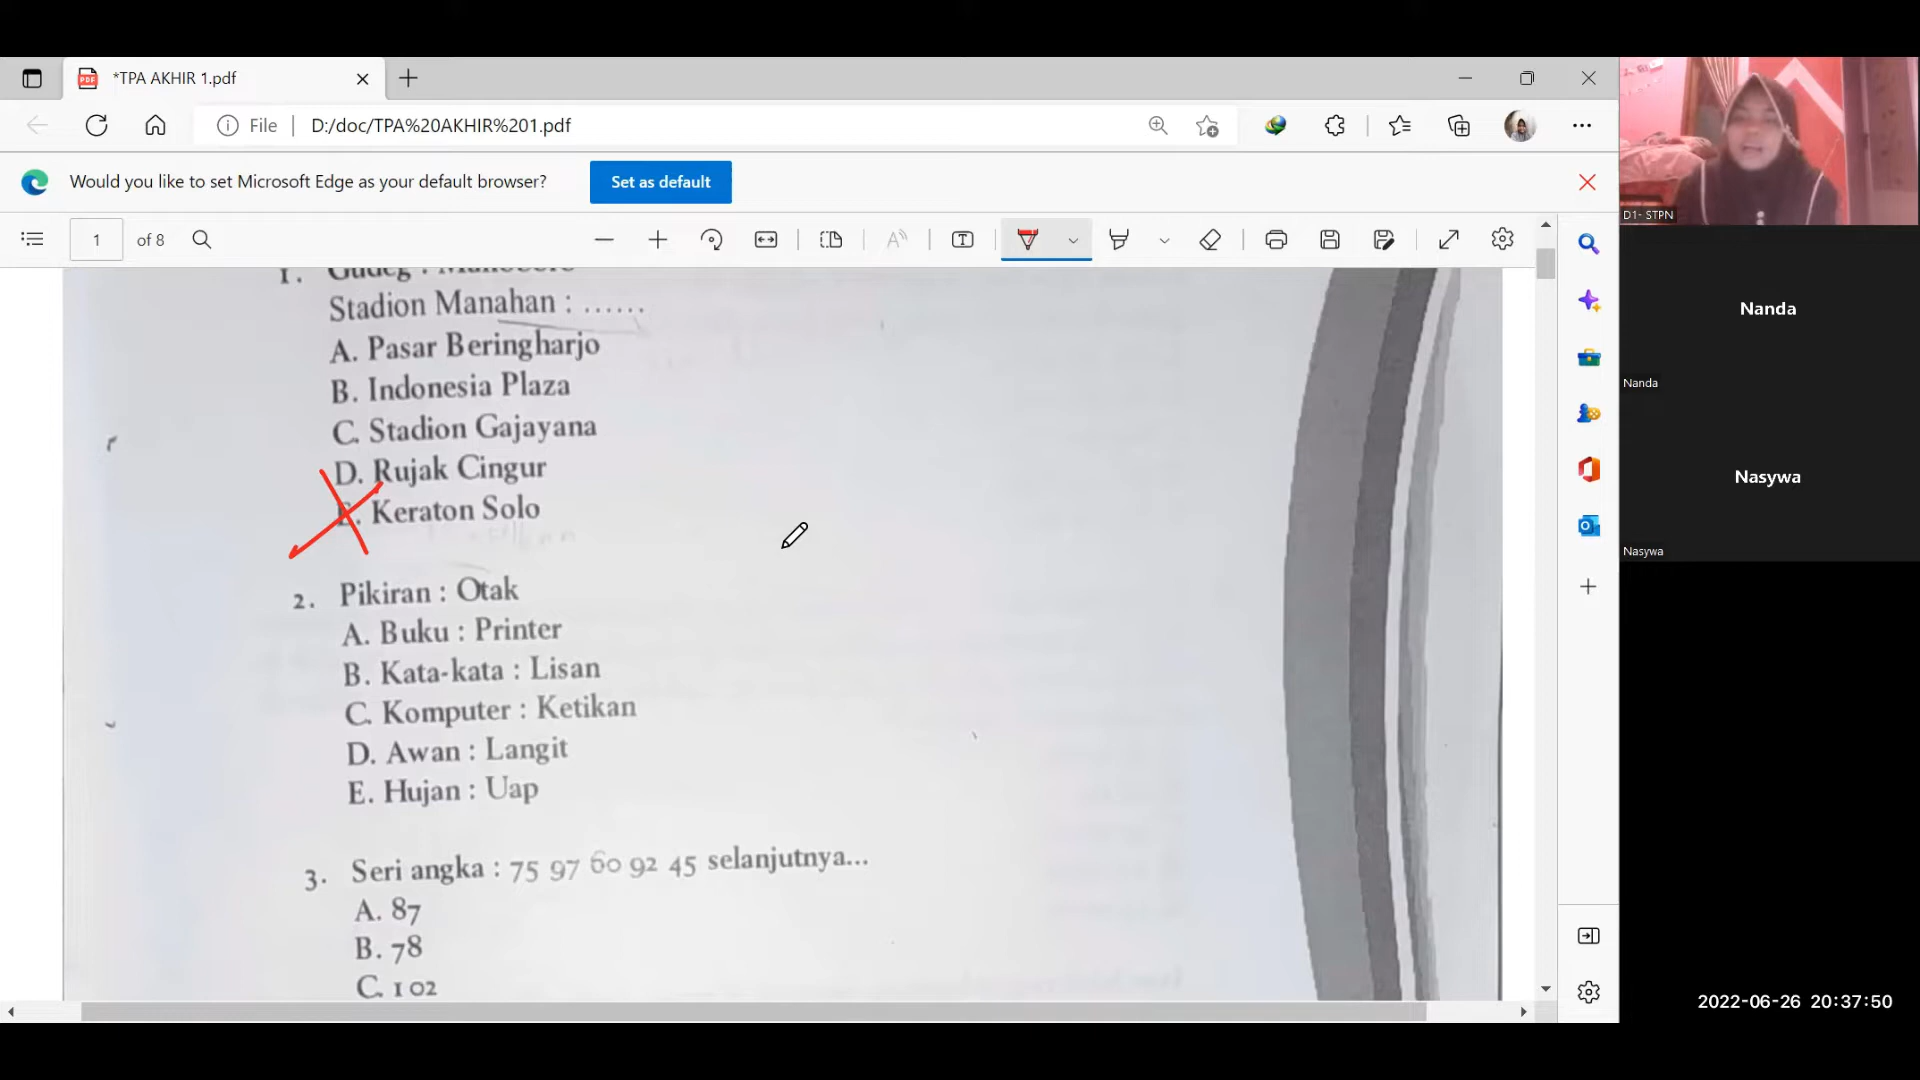 *TPA AKHIR 1.pdf
File
D:/doc/TPA%20AKHIR%201.pdf
Would you like to set Microsoft Edge as your default browser?
Set as default
1 of 8
1. Gudeg :
Stadion Manahan : ......
A. Pasar Beringharjo
B. Indonesia Plaza
C. Stadion Gajayana
D. Rujak Cingur
E. Keraton Solo
2. Pikiran : Otak
A. Buku : Printer
B. Kata-kata : Lisan
C. Komputer : Ketikan
D. Awan : Langit
E. Hujan : Uap
3. Seri angka : 75 97 60 92 45 selanjutnya...
A. 87
B. 78
C. 102
D1- STPN
Nanda
Nanda
Nasywa
Nasywa
2022-06-26 20:37:50